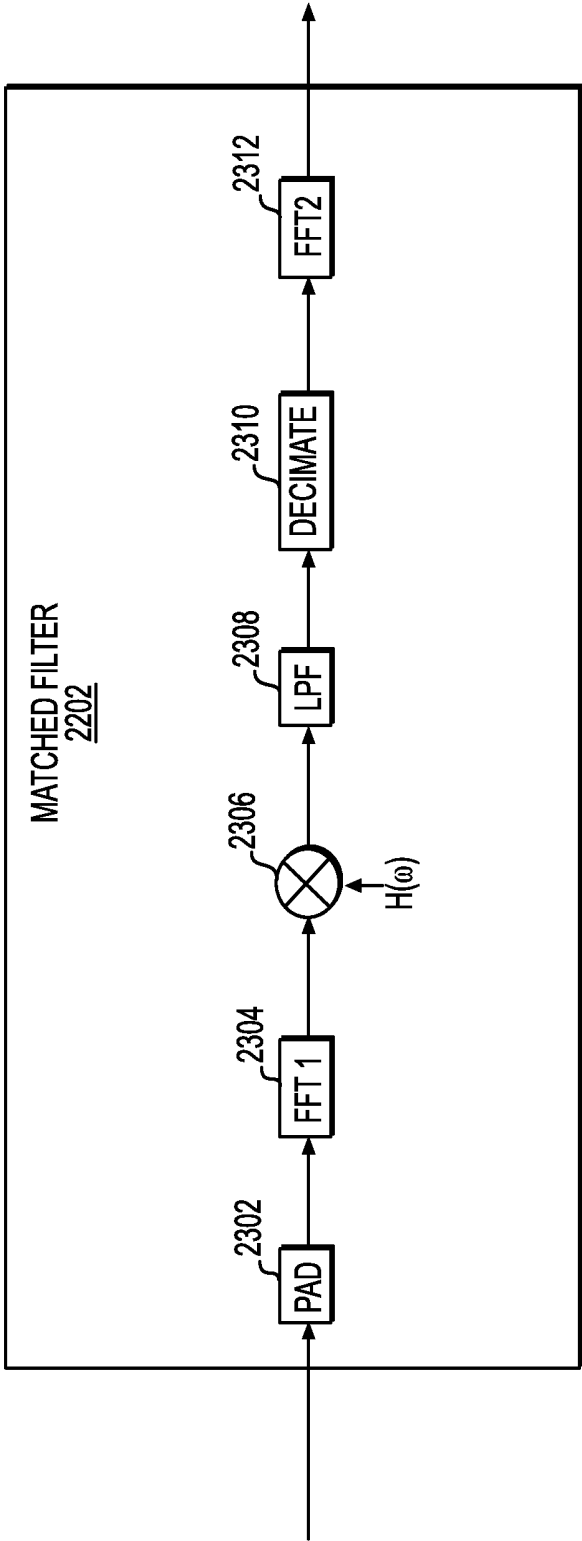 MATCHED FILTER
2202
2302
PAD
2304
FFT 1
2306
H(ω)
2308
LPF
2310
DECIMATE
2312
FFT2